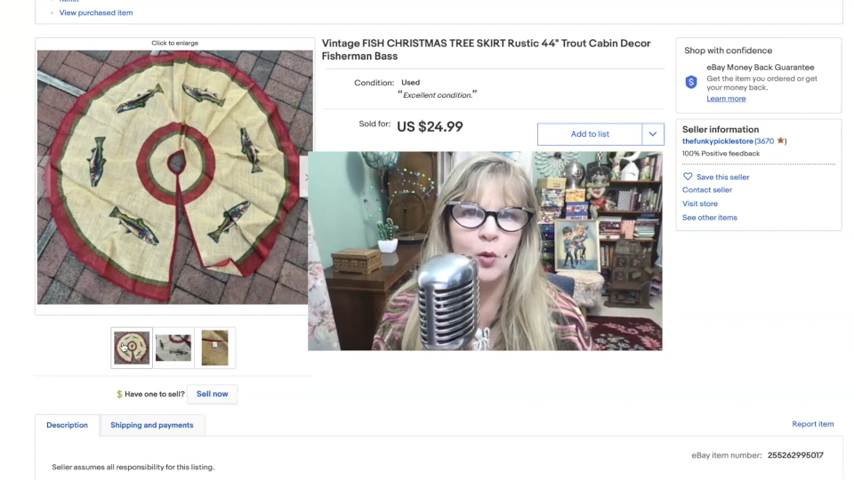 View purchased item
Click to enlarge
Vintage FISH CHRISTMAS TREE SKIRT Rustic 44" Trout Cabin Decor
Fisherman Bass
Condition: Used
"Excellent condition."
Sold for: US $24.99
Add to list
Shop with confidence
eBay Money Back Guarantee
Get the item you ordered or get
your money back.
Learn more
Seller information
thefunkypicklestore (3670 )
100% Positive feedback
Save this seller
Contact seller
Visit store
See other items
$ Have one to sell? Sell now
Description
Shipping and payments
Report item
eBay item number: 255262995017
Seller assumes all responsibility for this listing.